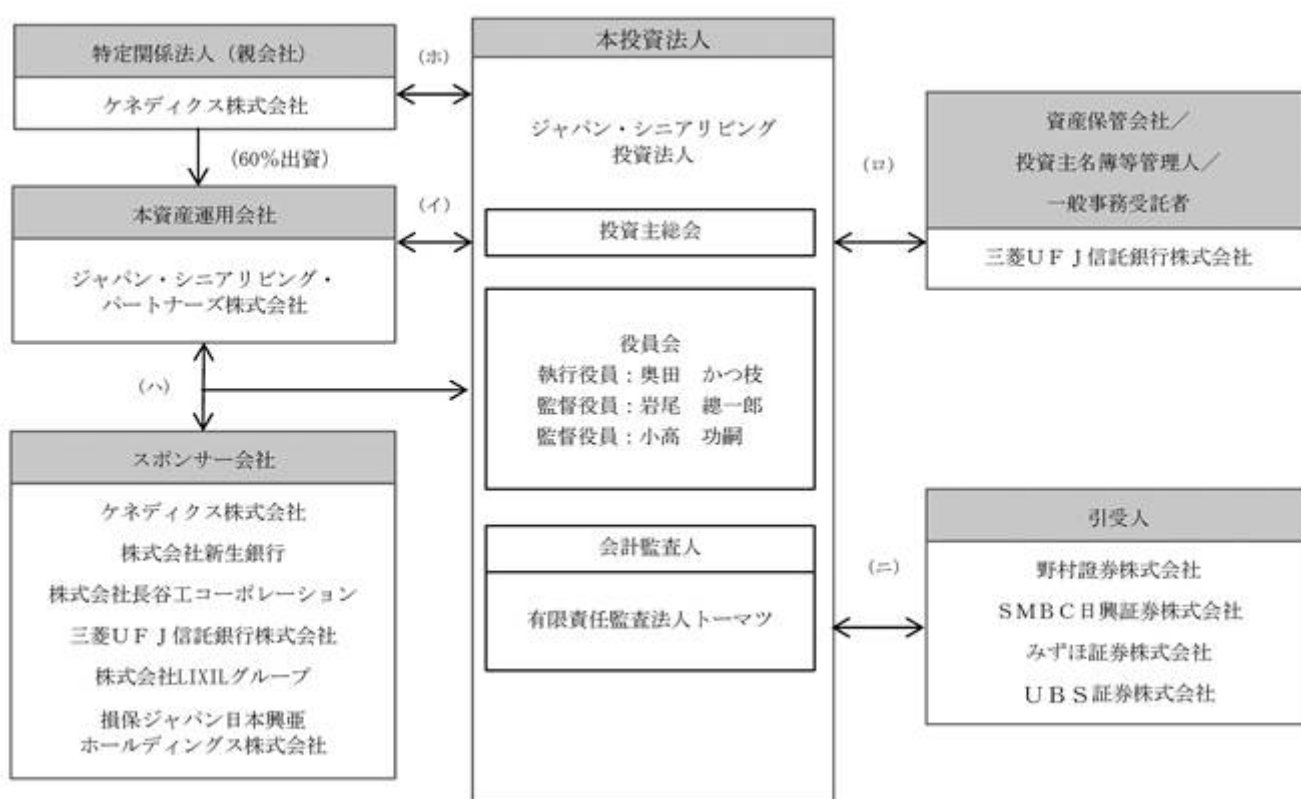 特定関係法人（親会社）
ケネディクス株式会社
(60%出資)
本資産運用会社
ジャパン・シニアリビング・
パートナーズ株式会社
(ハ)
スポンサー会社
ケネディクス株式会社
株式会社新生銀行
株式会社長谷工コーポレーション
三菱ＵＦＪ信託銀行株式会社
株式会社LIXILグループ
損保ジャパン日本興亜
ホールディングス株式会社
(ホ)
(イ)
本投資法人
ジャパン・シニアリビング
投資法人
投資主総会
役員会
執行役員：奥田　かつ枝
監督役員：岩尾　總一郎
監督役員：小高　功嗣
会計監査人
有限責任監査法人トーマツ
(ロ)
(ニ)
資産保管会社／
投資主名簿等管理人／
一般事務受託者
三菱ＵＦＪ信託銀行株式会社
引受人
野村證券株式会社
ＳＭＢＣ日興証券株式会社
みずほ証券株式会社
ＵＢＳ証券株式会社